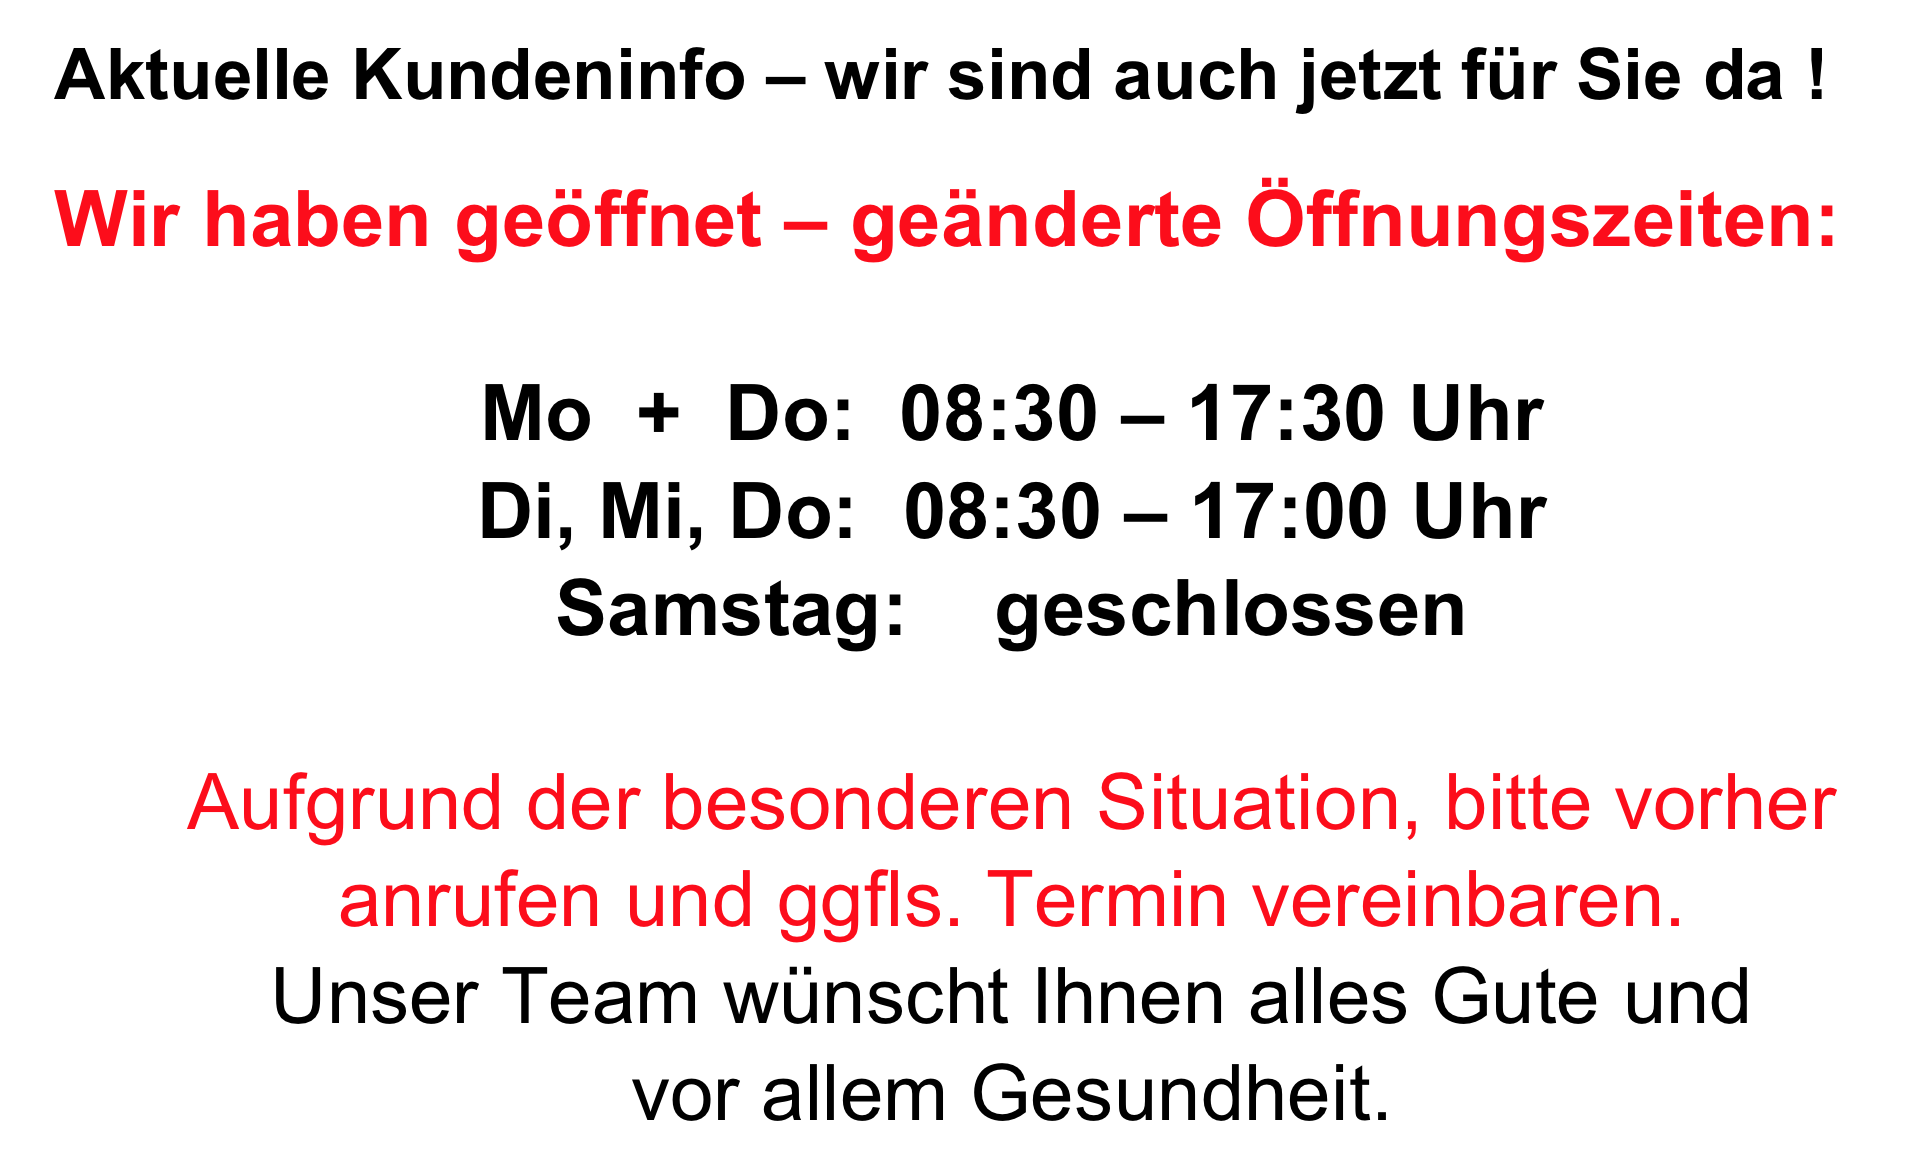 Aktuelle Kundeninfo – wir sind auch jetzt für Sie da !
Wir haben geöffnet – geänderte Öffnungszeiten:
Mo + Do: 08:30 – 17:30 Uhr
Di, Mi, Do: 08:30 – 17:00 Uhr
Samstag: geschlossen
Aufgrund der besonderen Situation, bitte vorher
anrufen und ggfls. Termin vereinbaren.
Unser Team wünscht Ihnen alles Gute und
vor allem Gesundheit.